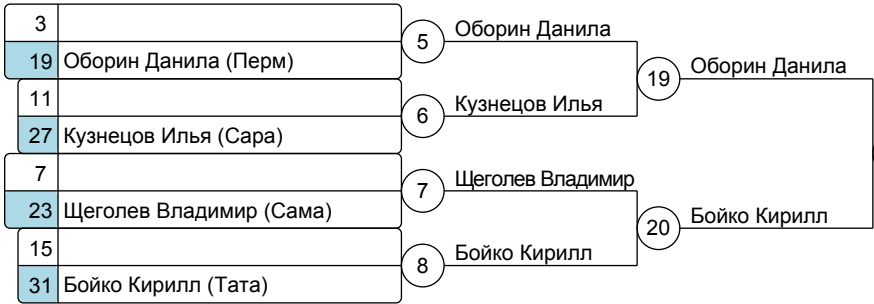 3
19 Оборин Данила (Перм)
5
Оборин Данила
11
27 Кузнецов Илья (Сара)
6
Кузнецов Илья
19
Оборин Данила
7
23 Щеголев Владимир (Сама)
7
Щеголев Владимир
15
31 Бойко Кирилл (Тата)
8
Бойко Кирилл
20
Бойко Кирилл